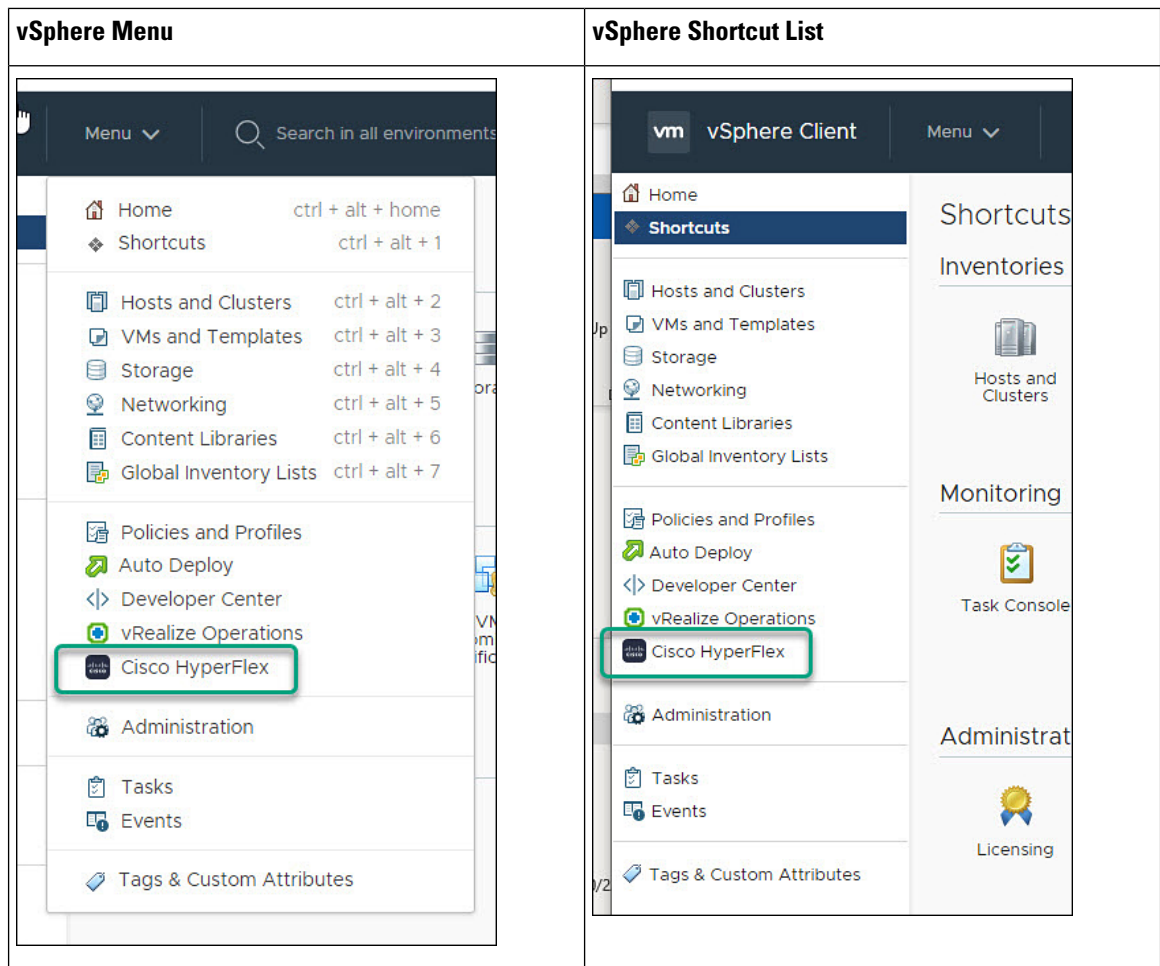 vSphere Menu
vSphere Shortcut List
Menu
Search in all environments
Home ctrl + alt + home
Shortcuts ctrl + alt + 1
Hosts and Clusters ctrl + alt + 2
VMs and Templates ctrl + alt + 3
Storage ctrl + alt + 4
Networking ctrl + alt + 5
Content Libraries ctrl + alt + 6
Global Inventory Lists ctrl + alt + 7
Policies and Profiles
Auto Deploy
Developer Center
vRealize Operations
Cisco HyperFlex
Administration
Tasks
Events
Tags & Custom Attributes
vm vSphere Client Menu
Home
Shortcuts
Hosts and Clusters
VMs and Templates
Storage
Networking
Content Libraries
Global Inventory Lists
Policies and Profiles
Auto Deploy
Developer Center
vRealize Operations
Cisco HyperFlex
Administration
Tasks
Events
Tags & Custom Attributes
Shortcuts
Inventories
Hosts and
Clusters
Monitoring
Task Console
Administrat
Licensing